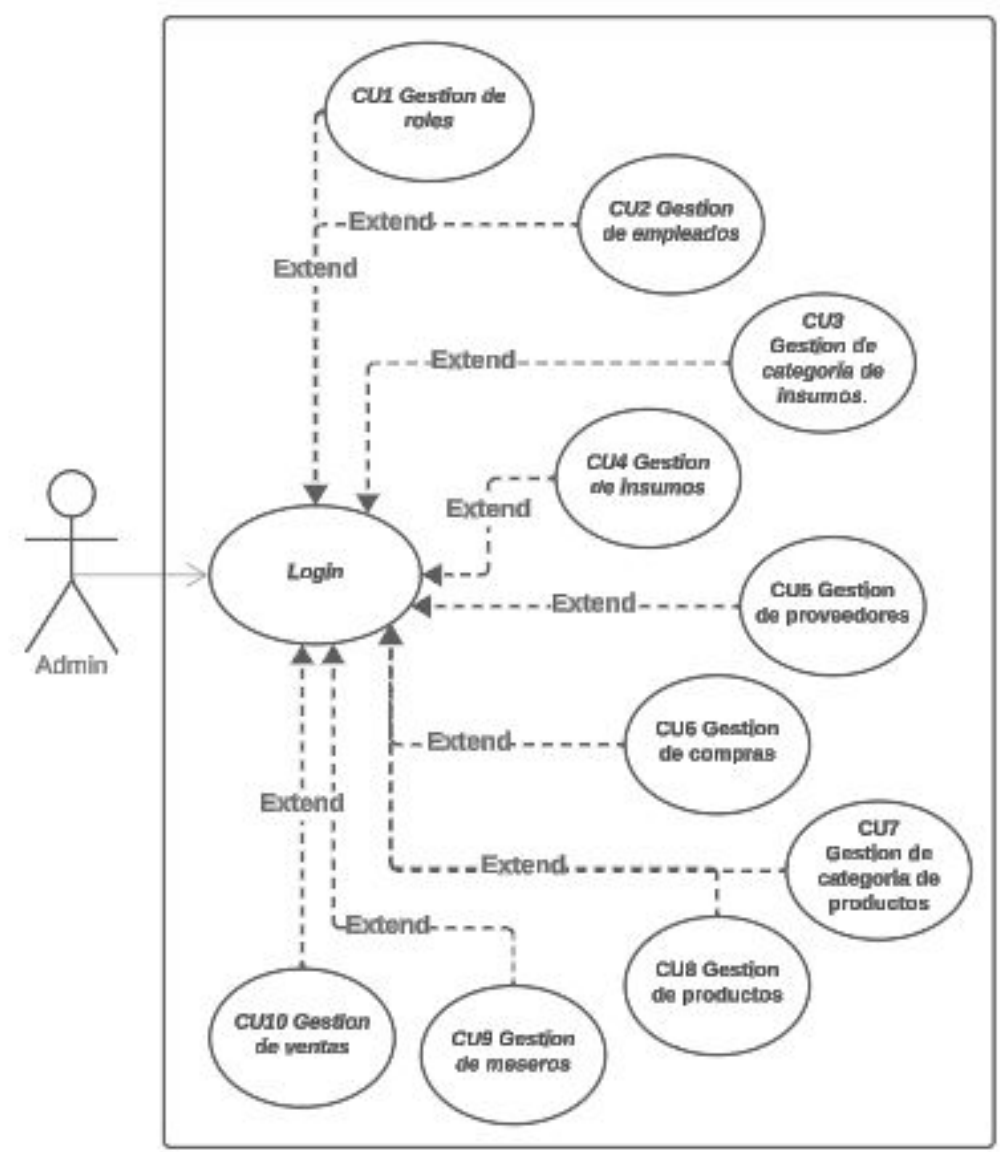 CU1 Gestion de
roles
Extend
CU2 Gestion
de empleados
Extend
CU3
Gestion de
categoria de
insumos.
Extend
CU4 Gestion
de insumos
Extend
Login
Extend
CU5 Gestion
de proveedores
Admin
CU6 Gestion
de compras
Extend
Extend
CU7
Gestion de
categoria de
productos
Extend
CU8 Gestion
de productos
Extend
CU10 Gestion
de ventas
CU9 Gestion
de meseros